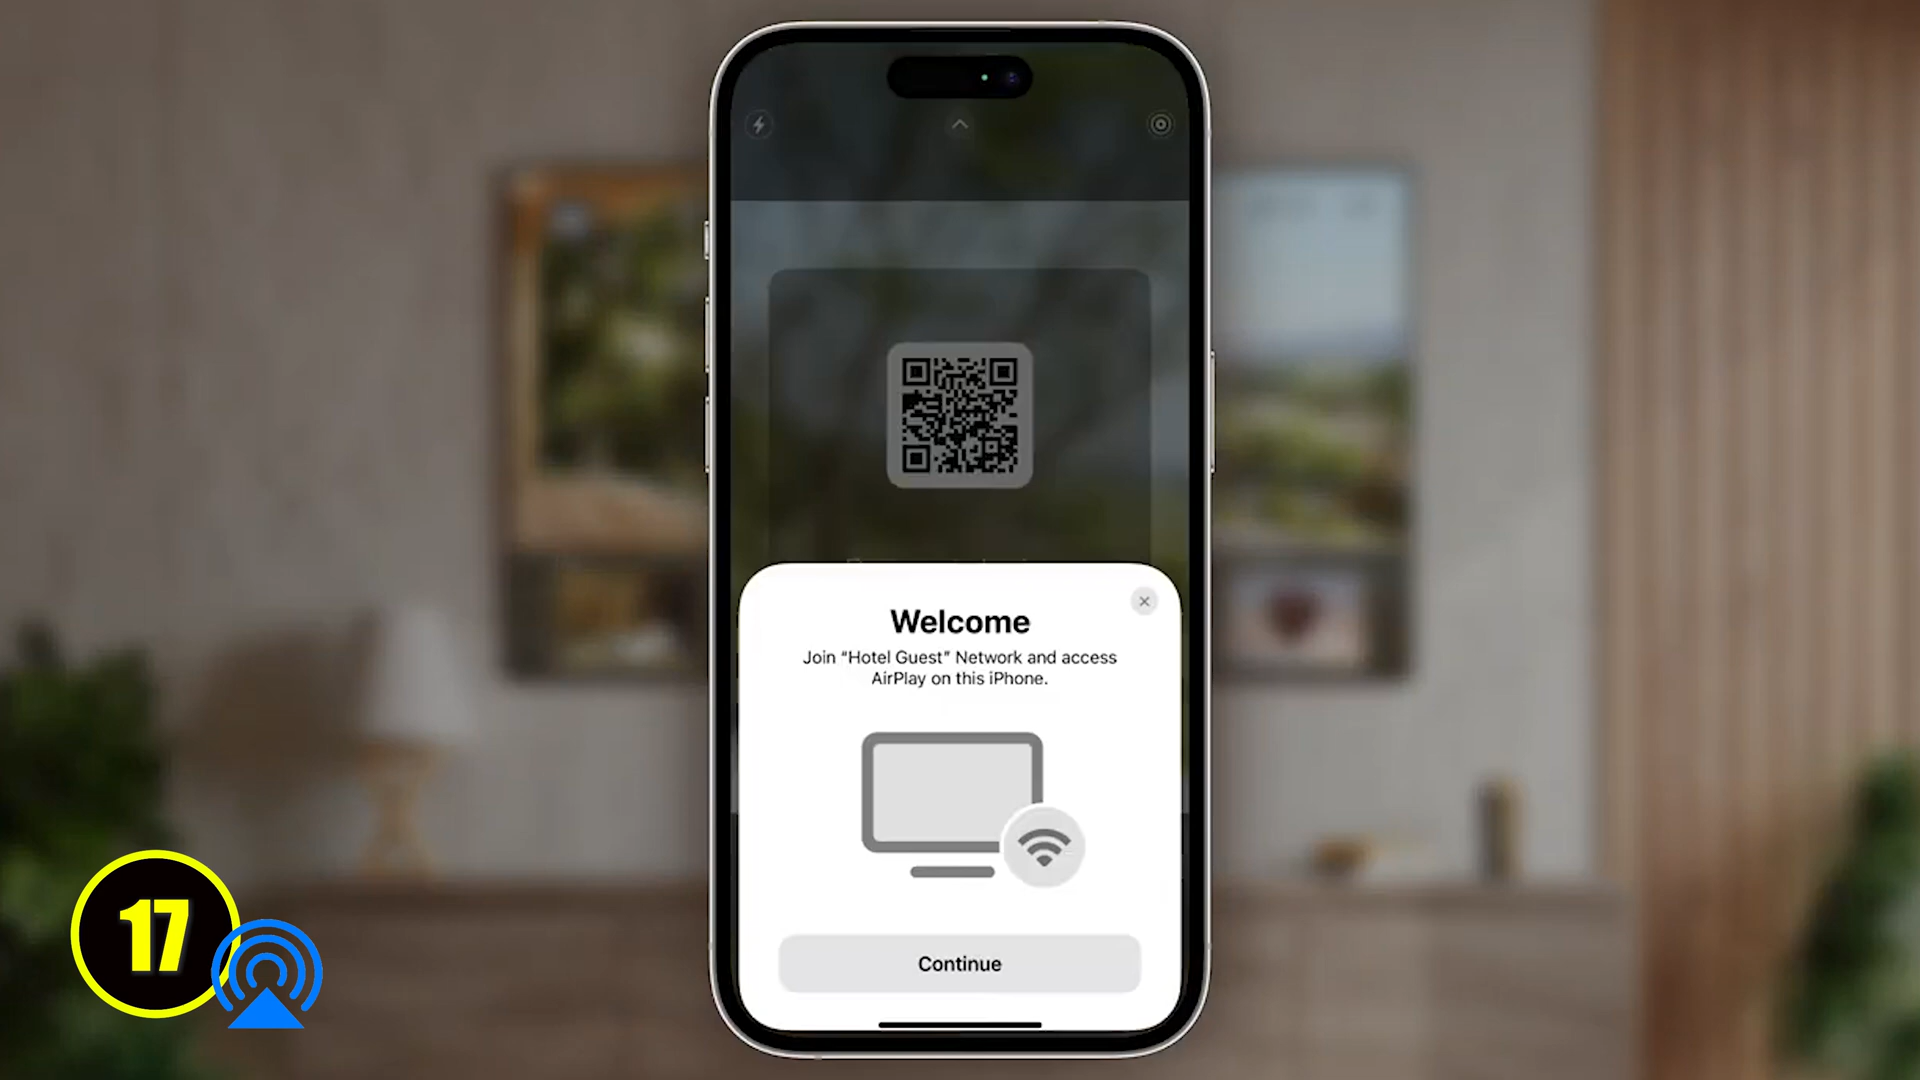 Welcome
Join “Hotel Guest” Network and access
AirPlay on this iPhone.
Continue
17